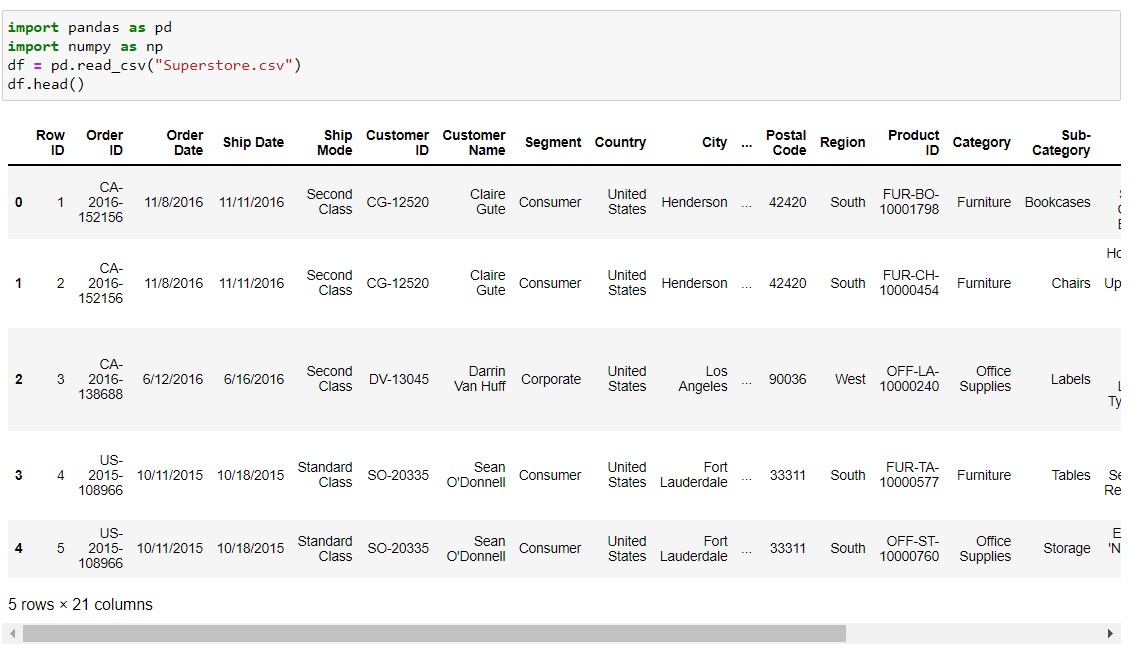 import pandas as pd
import numpy as np
df = pd.read_csv("Superstore.csv")
df.head()
Row ID Order ID Order Date Ship Date Ship Mode Customer ID Customer Name Segment Country City ... Postal Code Region Product ID Category Sub-Category
0 1 CA-2016-152156 11/8/2016 11/11/2016 Second Class CG-12520 Claire Gute Consumer United States Henderson ... 42420 South FUR-BO-10001798 Furniture Bookcases
1 2 CA-2016-152156 11/8/2016 11/11/2016 Second Class CG-12520 Claire Gute Consumer United States Henderson ... 42420 South FUR-CH-10000454 Furniture Chairs
2 3 CA-2016-138688 6/12/2016 6/16/2016 Second Class DV-13045 Darrin Van Huff Corporate United States Los Angeles ... 90036 West OFF-LA-10000240 Office Supplies Labels
3 4 US-2015-108966 10/11/2015 10/18/2015 Standard Class SO-20335 Sean O'Donnell Consumer United States Fort Lauderdale ... 33311 South FUR-TA-10000577 Furniture Tables
4 5 US-2015-108966 10/11/2015 10/18/2015 Standard Class SO-20335 Sean O'Donnell Consumer United States Fort Lauderdale ... 33311 South OFF-ST-10000760 Office Supplies Storage
5 rows × 21 columns